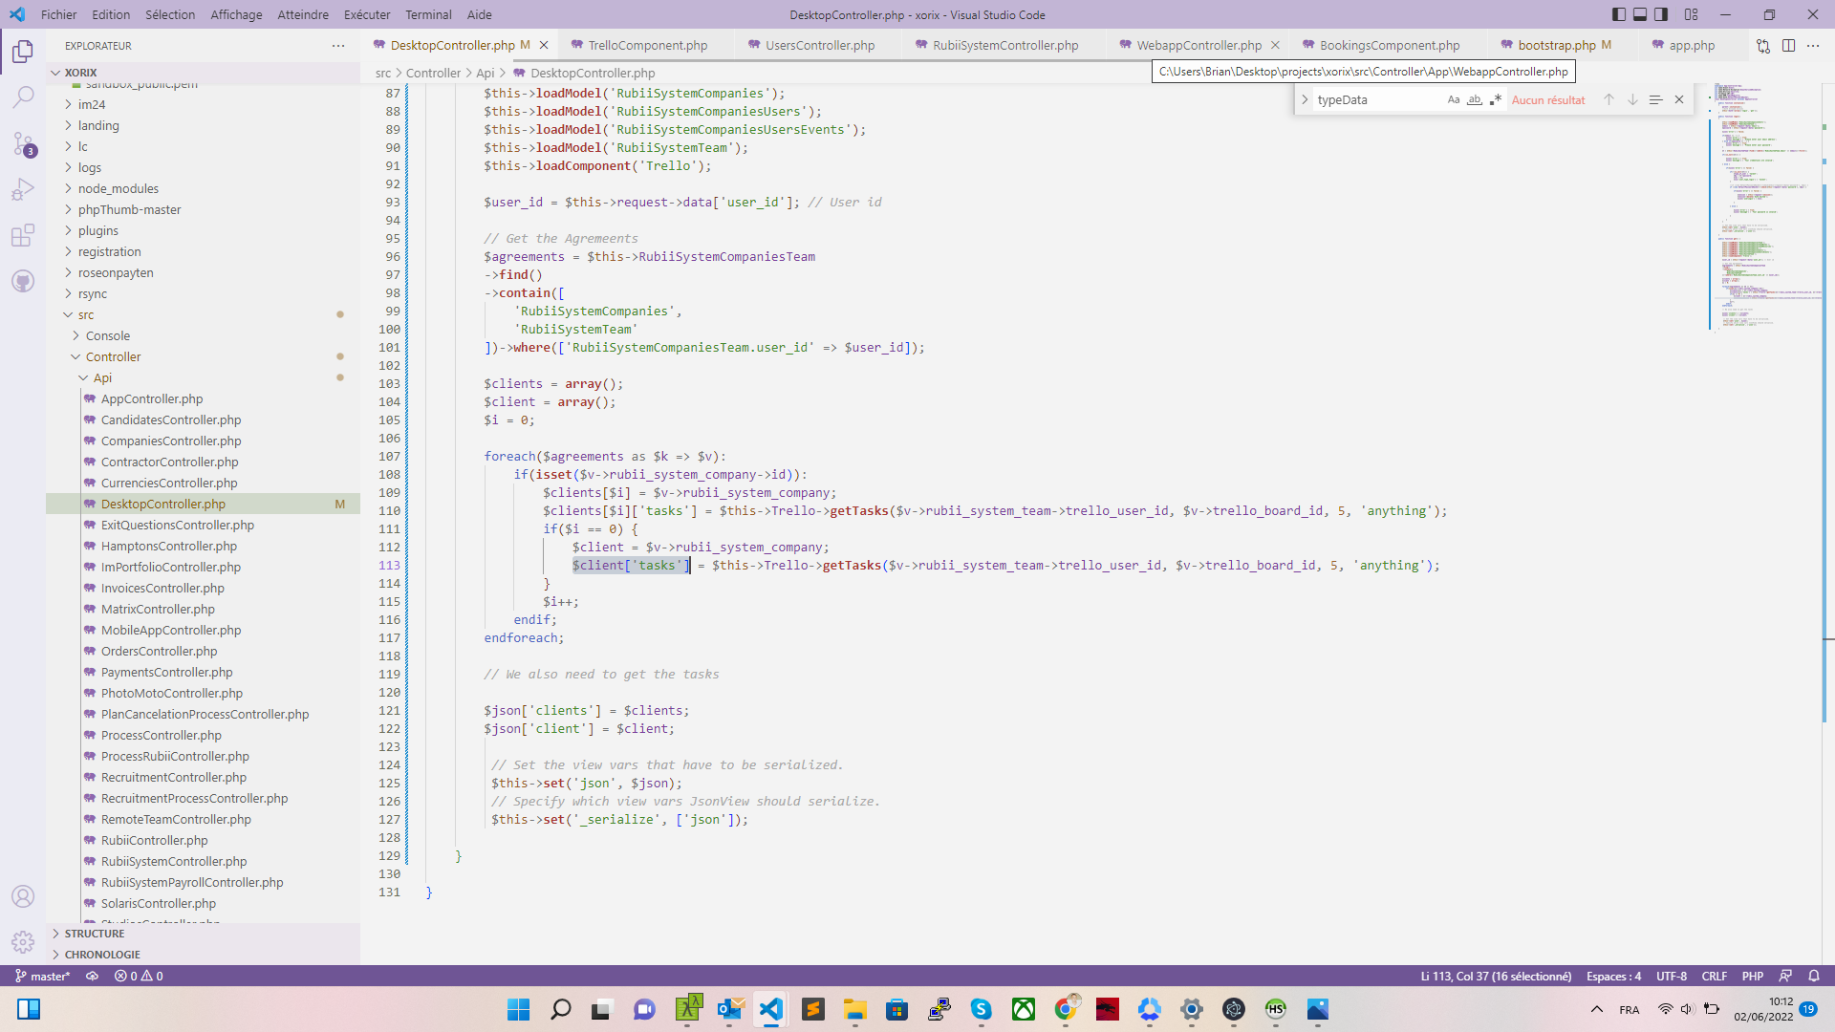 Fichier Edition Sélection Affichage Atteindre Exécuter Terminal Aide DesktopController.php - xorix - Visual Studio Code
EXPLORATEUR
DesktopController.php M TrelloComponent.php UsersController.php RubiiSystemController.php WebappController.php BookingsComponent.php bootstrap.php M app.php
XORIX
src > Controller > Api > DesktopController.php
C:\Users\Brian\Desktop\projects\xorix\src\Controller\App\WebappController.php
typeData Aa ab Aucun résultat
sandbox_public.pem
im24
landing
lc
logs
node_modules
phpThumb-master
plugins
registration
roseonpayten
rsync
src
Console
Controller
Api
AppController.php
CandidatesController.php
CompaniesController.php
ContractorController.php
CurrenciesController.php
DesktopController.php M
ExitQuestionsController.php
HamptonsController.php
ImPortfolioController.php
InvoicesController.php
MatrixController.php
MobileAppController.php
OrdersController.php
PaymentsController.php
PhotoMotoController.php
PlanCancelationProcessController.php
ProcessController.php
ProcessRubiiController.php
RecruitmentController.php
RecruitmentProcessController.php
RemoteTeamController.php
RubiiController.php
RubiiSystemController.php
RubiiSystemPayrollController.php
SolarisController.php
STRUCTURE
CHRONOLOGIE
3
87 $this->loadModel('RubiiSystemCompanies');
88 $this->loadModel('RubiiSystemCompaniesUsers');
89 $this->loadModel('RubiiSystemCompaniesUsersEvents');
90 $this->loadModel('RubiiSystemTeam');
91 $this->loadComponent('Trello');
92
93 $user_id = $this->request->data['user_id']; // User id
94
95 // Get the Agremeents
96 $agreements = $this->RubiiSystemCompaniesTeam
97 ->find()
98 ->contain([
99 'RubiiSystemCompanies',
100 'RubiiSystemTeam'
101 ])->where(['RubiiSystemCompaniesTeam.user_id' => $user_id]);
102
103 $clients = array();
104 $client = array();
105 $i = 0;
106
107 foreach($agreements as $k => $v):
108 if(isset($v->rubii_system_company->id)):
109 $clients[$i] = $v->rubii_system_company;
110 $clients[$i]['tasks'] = $this->Trello->getTasks($v->rubii_system_team->trello_user_id, $v->trello_board_id, 5, 'anything');
111 if($i == 0) {
112 $client = $v->rubii_system_company;
113 $client['tasks'] = $this->Trello->getTasks($v->rubii_system_team->trello_user_id, $v->trello_board_id, 5, 'anything');
114 }
115 $i++;
116 endif;
117 endforeach;
118
119 // We also need to get the tasks
120
121 $json['clients'] = $clients;
122 $json['client'] = $client;
123
124 // Set the view vars that have to be serialized.
125 $this->set('json', $json);
126 // Specify which view vars JsonView should serialize.
127 $this->set('_serialize', ['json']);
128
129 }
130
131 }
master* 0 0 Li 113, Col 37 (16 sélectionné) Espaces : 4 UTF-8 CRLF PHP
FRA 10:12
02/06/2022 19